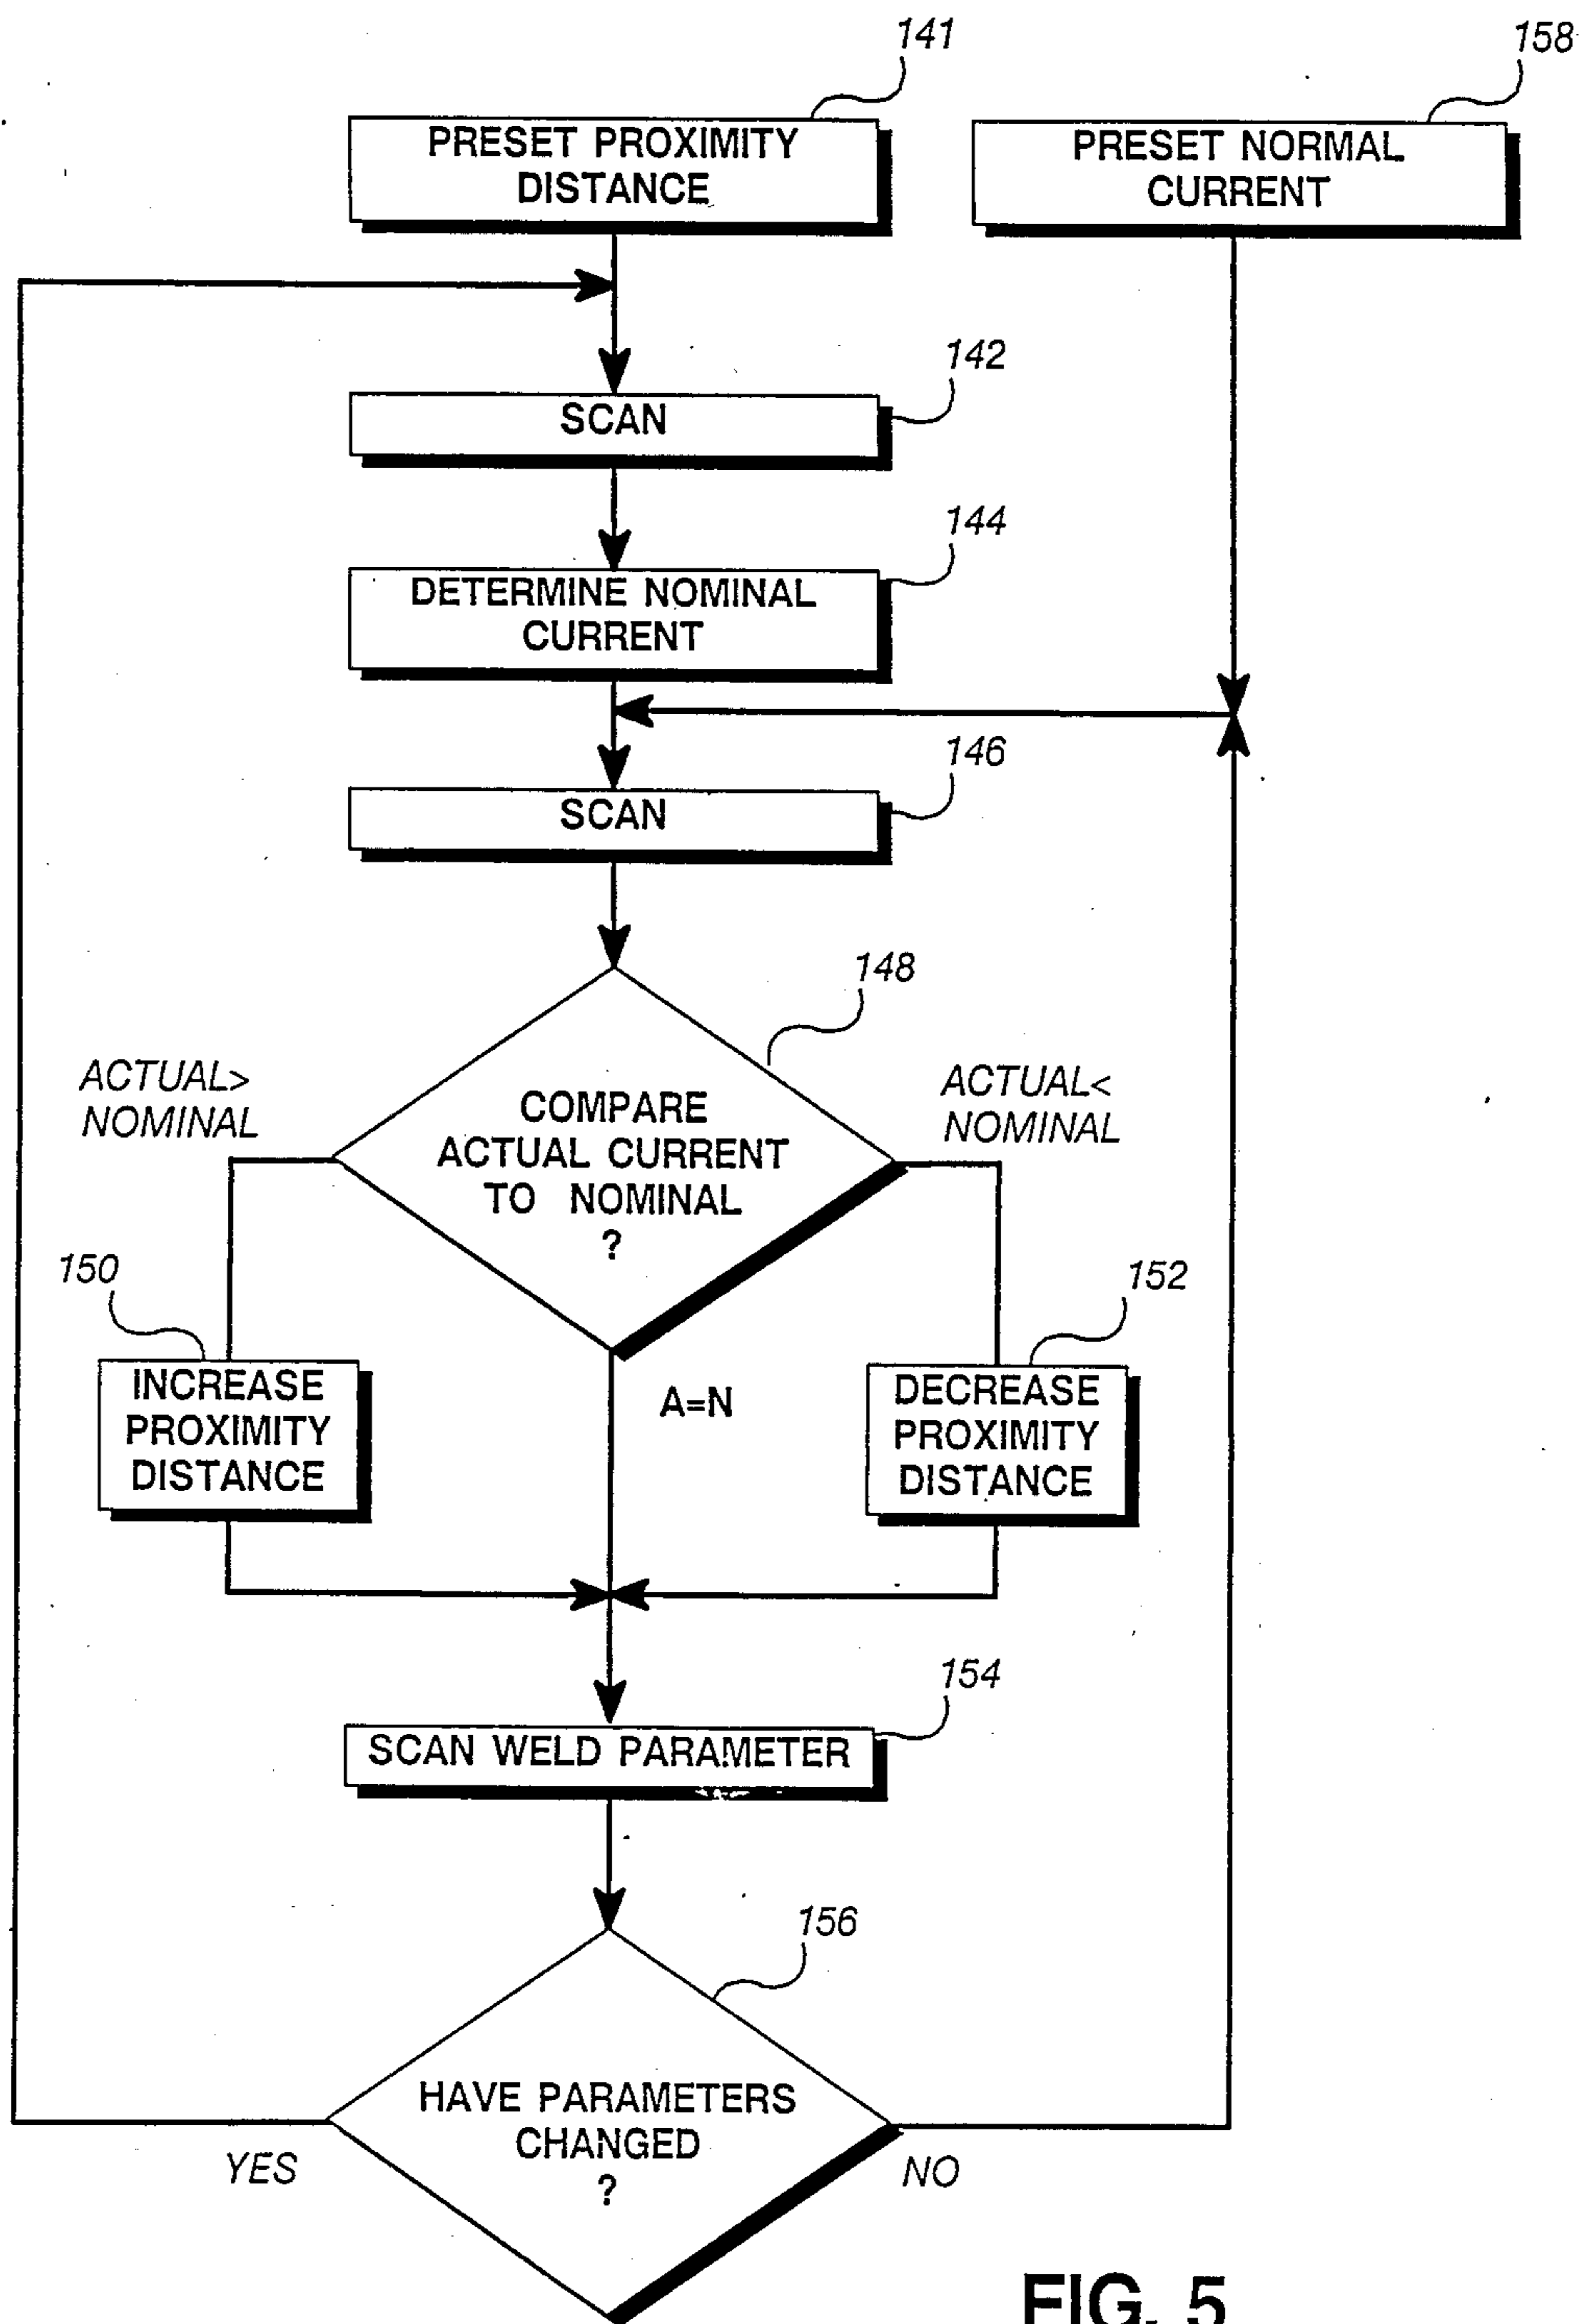 141
158
PRESET PROXIMITY
DISTANCE
PRESET NORMAL
CURRENT
142
SCAN
144
DETERMINE NOMINAL
CURRENT
146
SCAN
148
ACTUAL>
NOMINAL
COMPARE
ACTUAL CURRENT
TO NOMINAL
?
ACTUAL<
NOMINAL
150
INCREASE
PROXIMITY
DISTANCE
A=N
152
DECREASE
PROXIMITY
DISTANCE
154
SCAN WELD PARAMETER
156
HAVE PARAMETERS
CHANGED
?
YES
NO
FIG. 5